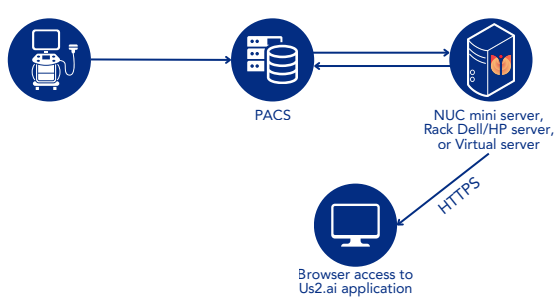 PACS
NUC mini server,
Rack Dell/HP server,
or Virtual server
HTTPS
Browser access to
Us2.ai application